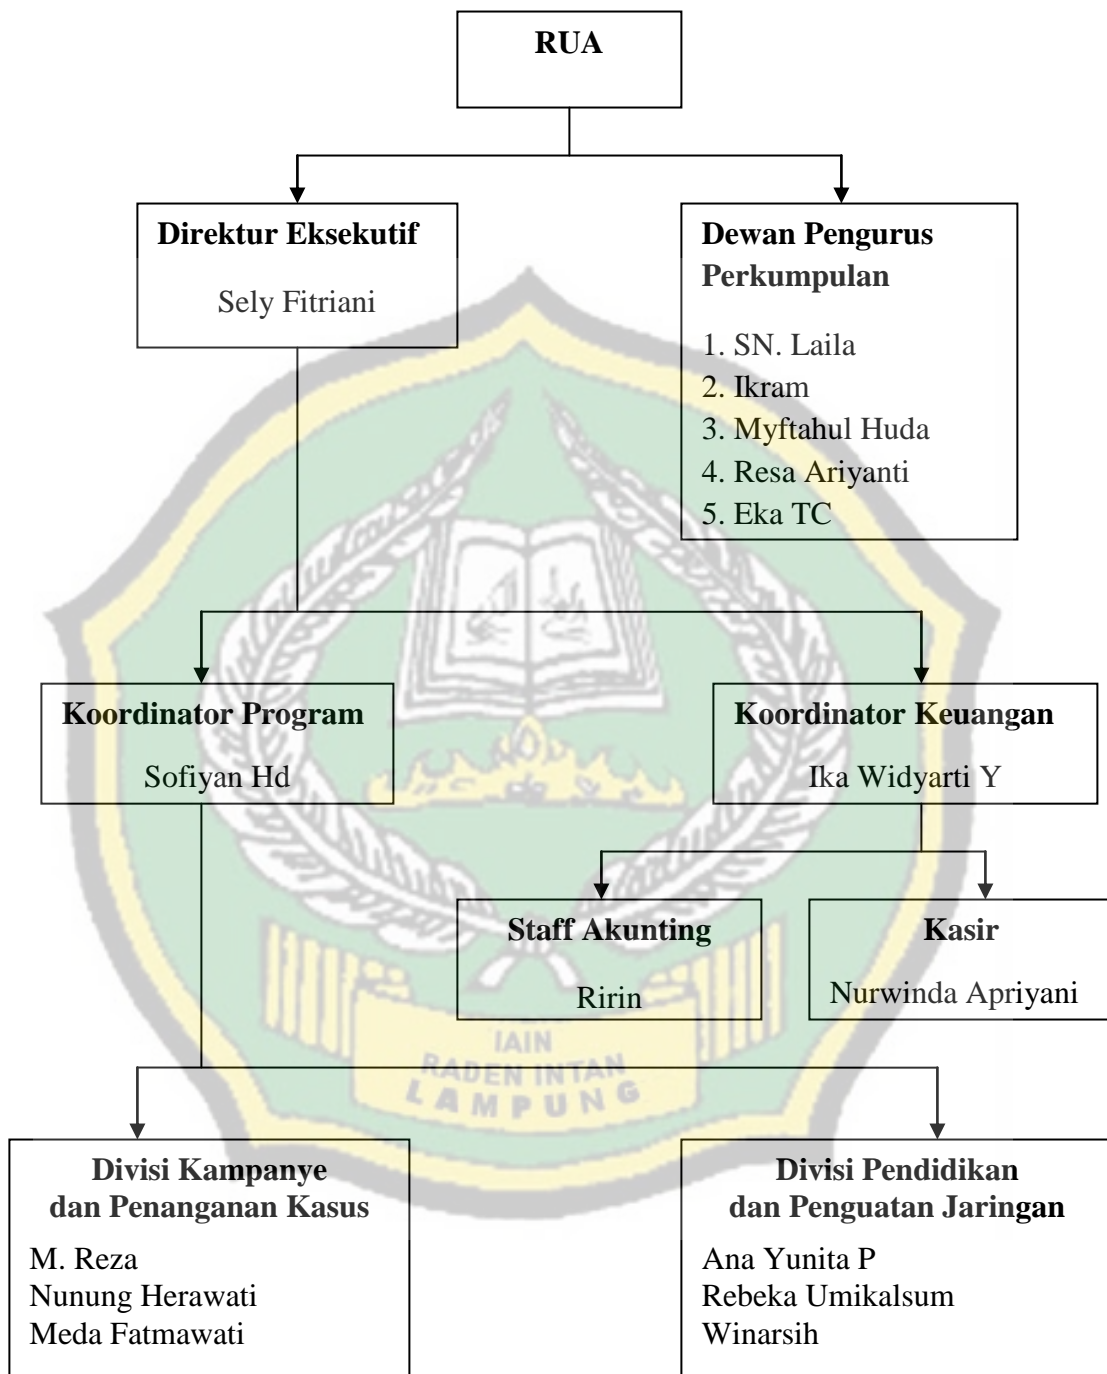 RUA
Direktur Eksekutif
Sely Fitriani
Dewan Pengurus
Perkumpulan
1. SN. Laila
2. Ikram
3. Myftahul Huda
4. Resa Ariyanti
5. Eka TC
Koordinator Program
Sofiyan Hd
Koordinator Keuangan
Ika Widyarti Y
Staff Akunting
Ririn
Kasir
Nurwinda Apriyani
IAIN
RADEN INTAN
LAMPUNG
Divisi Kampanye
dan Penanganan Kasus
M. Reza
Nunung Herawati
Meda Fatmawati
Divisi Pendidikan
dan Penguatan Jaringan
Ana Yunita P
Rebeka Umikalsum
Winarsih